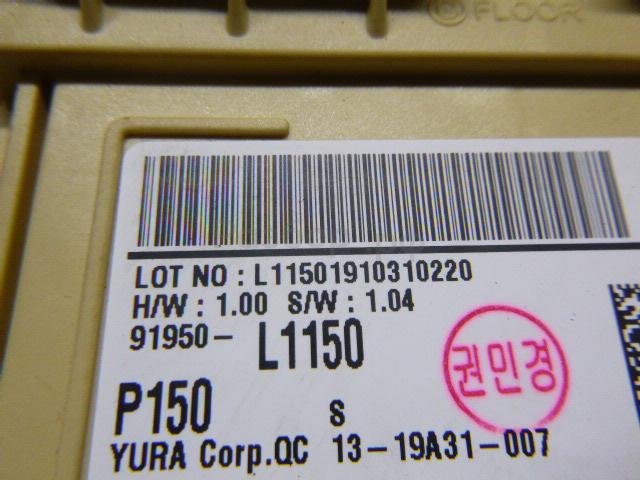 FLOOR
LOT NO : L11501910310220
H/W : 1.00 S/W : 1.04
91950- L1150
권민경
P150 S
YURA Corp.QC 13-19A31-007